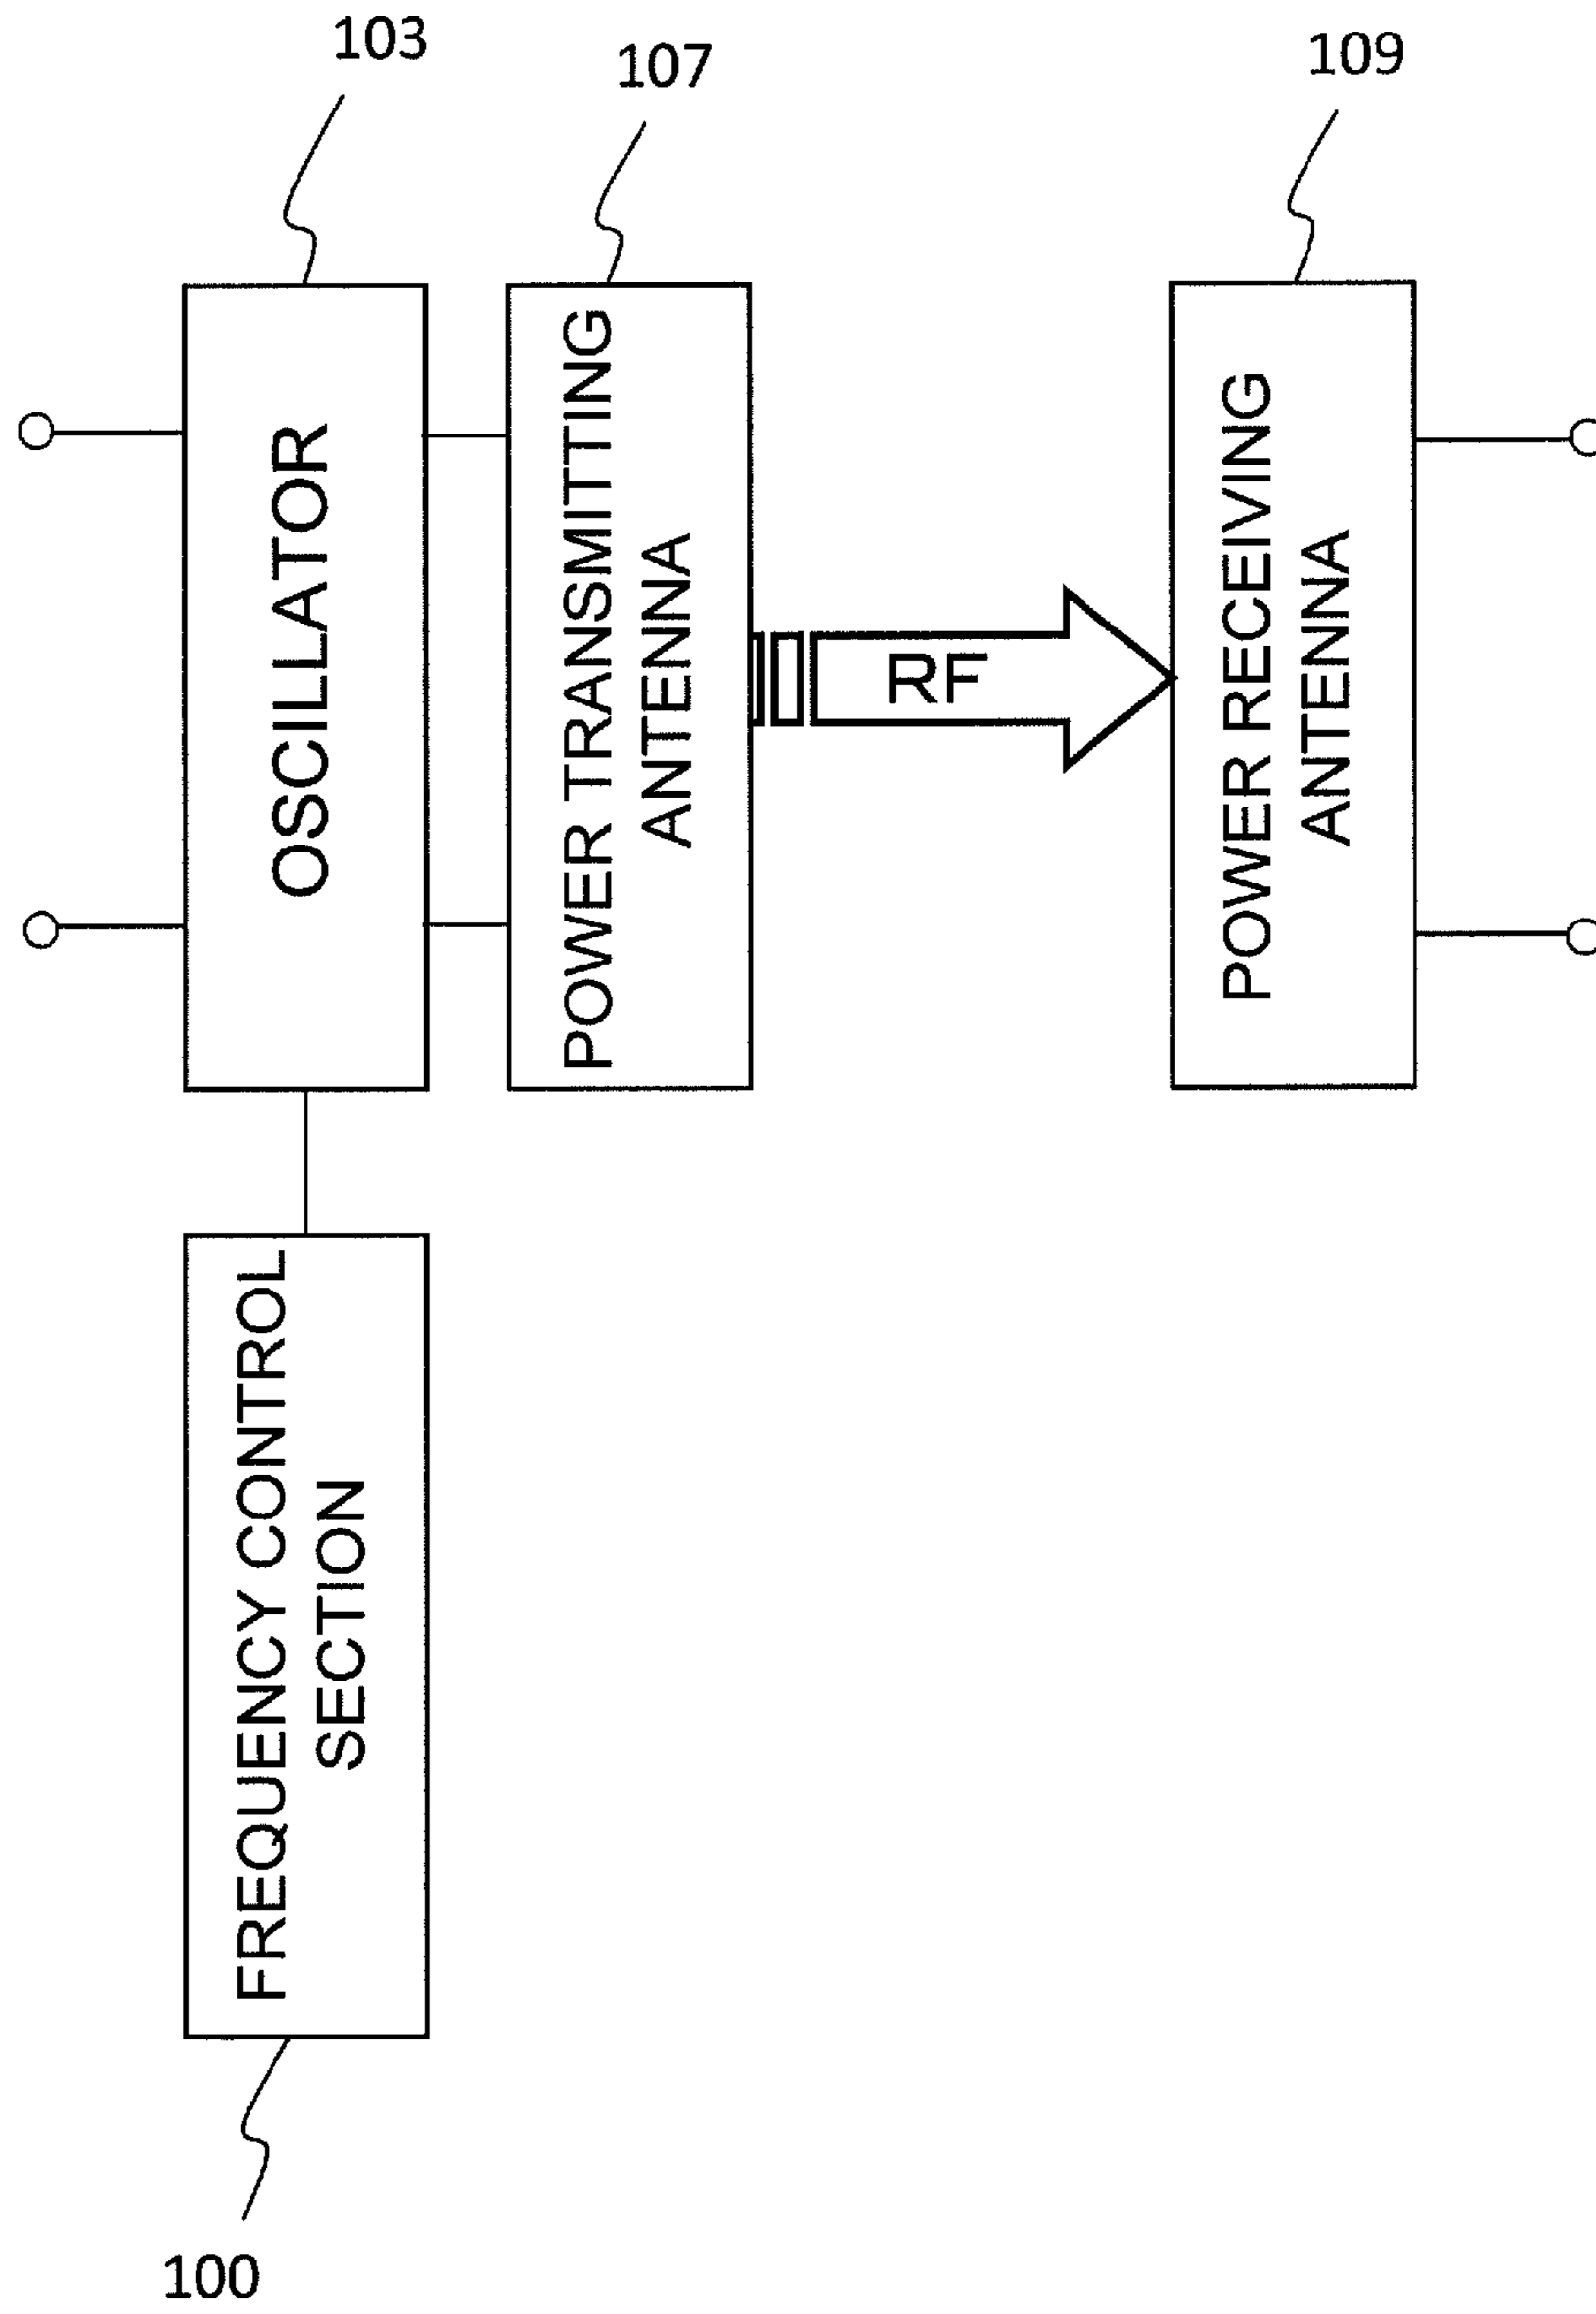 103
107
109
OSCILLATOR
POWER TRANSMITTING
ANTENNA
RF
POWER RECEIVING
ANTENNA
FREQUENCY CONTROL
SECTION
100